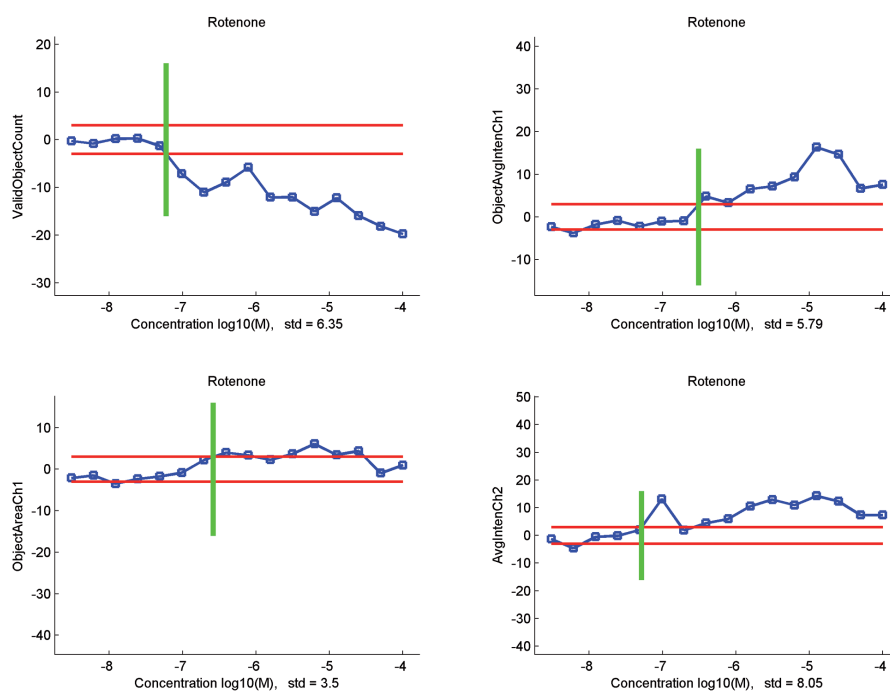 Rotenone
20
10
0
-10
-20
-30
ValidObjectCount
-8 -7 -6 -5 -4
Concentration log10(M), std = 6.35
Rotenone
40
30
20
10
0
-10
ObjectAvgIntenCh1
-8 -7 -6 -5 -4
Concentration log10(M), std = 5.79
Rotenone
10
0
-10
-20
-30
-40
ObjectAreaCh1
-8 -7 -6 -5 -4
Concentration log10(M), std = 3.5
Rotenone
50
40
30
20
10
0
-10
-20
-30
-40
AvgIntenCh2
-8 -7 -6 -5 -4
Concentration log10(M), std = 8.05